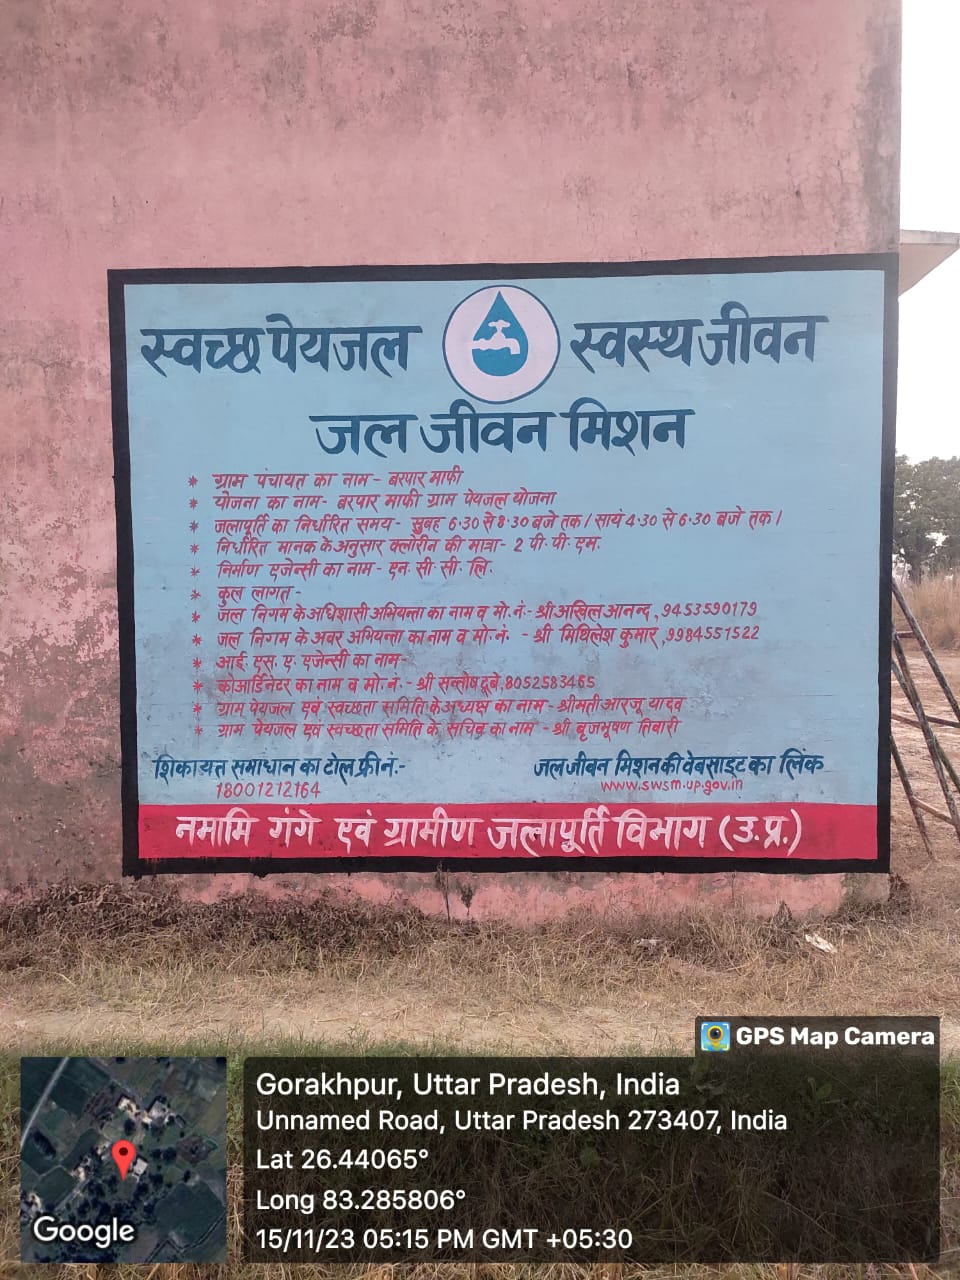 स्वच्छ पेयजल स्वस्थ जीवन
जल जीवन मिशन
* ग्राम पंचायत का नाम - बरपार माफी
* योजना का नाम - बरपार माफी ग्राम पेयजल योजना
* जलापूर्ति का निर्धारित समय - सुबह 6.30 से 8.30 बजे तक। सायं 4.30 से 6.30 बजे तक।
* निर्धारित मानक के अनुसार क्लोरीन की मात्रा - 2 पी. पी. एम.
* निर्माण एजेन्सी का नाम - एन. सी. सी. लि.
* कुल लागत -
* जल निगम के अधिशासी अभियन्ता का नाम व मो. नं. - श्री अखिल आनन्द, 9453590179
* जल निगम के अवर अभियन्ता का नाम व मो. नं. - श्री मिथिलेश कुमार, 9984551522
* आई. एस. ए. एजेन्सी का नाम -
* कोआर्डिनेटर का नाम व मो. नं. - श्री सन्तोष दूबे, 8052583465
* ग्राम पेयजल एवं स्वच्छता समिति के अध्यक्ष का नाम - श्रीमती आरजू यादव
* ग्राम पेयजल एवं स्वच्छता समिति के सचिव का नाम - श्री बृजभूषण तिवारी
शिकायत समाधान का टोल फ्री नं. - जल जीवन मिशन की वेबसाइट का लिंक
18001212164 www.swsm.up.gov.in
नमामि गंगे एवं ग्रामीण जलापूर्ति विभाग (उ.प्र.)
GPS Map Camera
Gorakhpur, Uttar Pradesh, India
Unnamed Road, Uttar Pradesh 273407, India
Lat 26.44065°
Long 83.285806°
15/11/23 05:15 PM GMT +05:30
Google